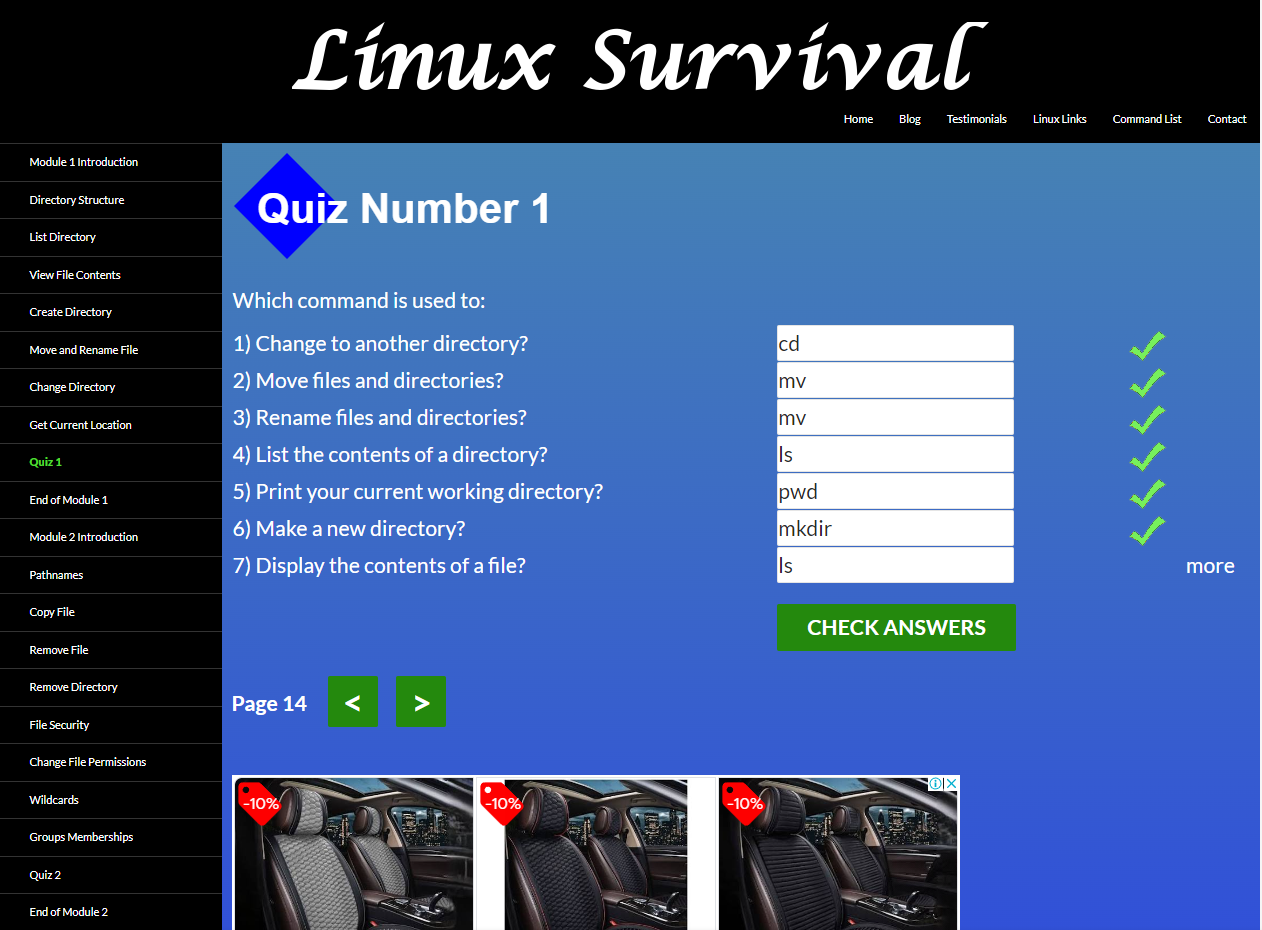 Linux Survival
Home Blog Testimonials Linux Links Command List Contact
Module 1 Introduction
Directory Structure
List Directory
View File Contents
Create Directory
Move and Rename File
Change Directory
Get Current Location
Quiz 1
End of Module 1
Module 2 Introduction
Pathnames
Copy File
Remove File
Remove Directory
File Security
Change File Permissions
Wildcards
Groups Memberships
Quiz 2
End of Module 2
Quiz Number 1
Which command is used to:
1) Change to another directory? cd
2) Move files and directories? mv
3) Rename files and directories? mv
4) List the contents of a directory? ls
5) Print your current working directory? pwd
6) Make a new directory? mkdir
7) Display the contents of a file? ls more
CHECK ANSWERS
Page 14 < >
-10% -10% -10%